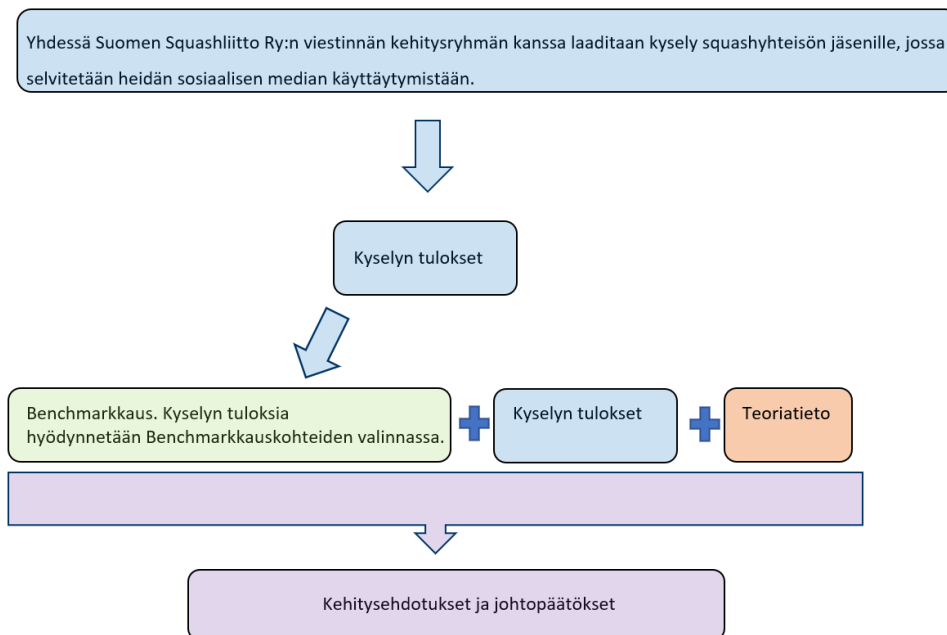 Yhdessä Suomen Squashliitto Ry:n viestinnän kehitysryhmän kanssa laaditaan kysely squashyhteisön jäsenille, jossa
selvitetään heidän sosiaalisen median käyttäytymistään.
Kyselyn tulokset
Benchmarkkaus. Kyselyn tuloksia
hyödynnetään Benchmarkkauskohteiden valinnassa.
Kyselyn tulokset
Teoriatieto
Kehitysehdotukset ja johtopäätökset